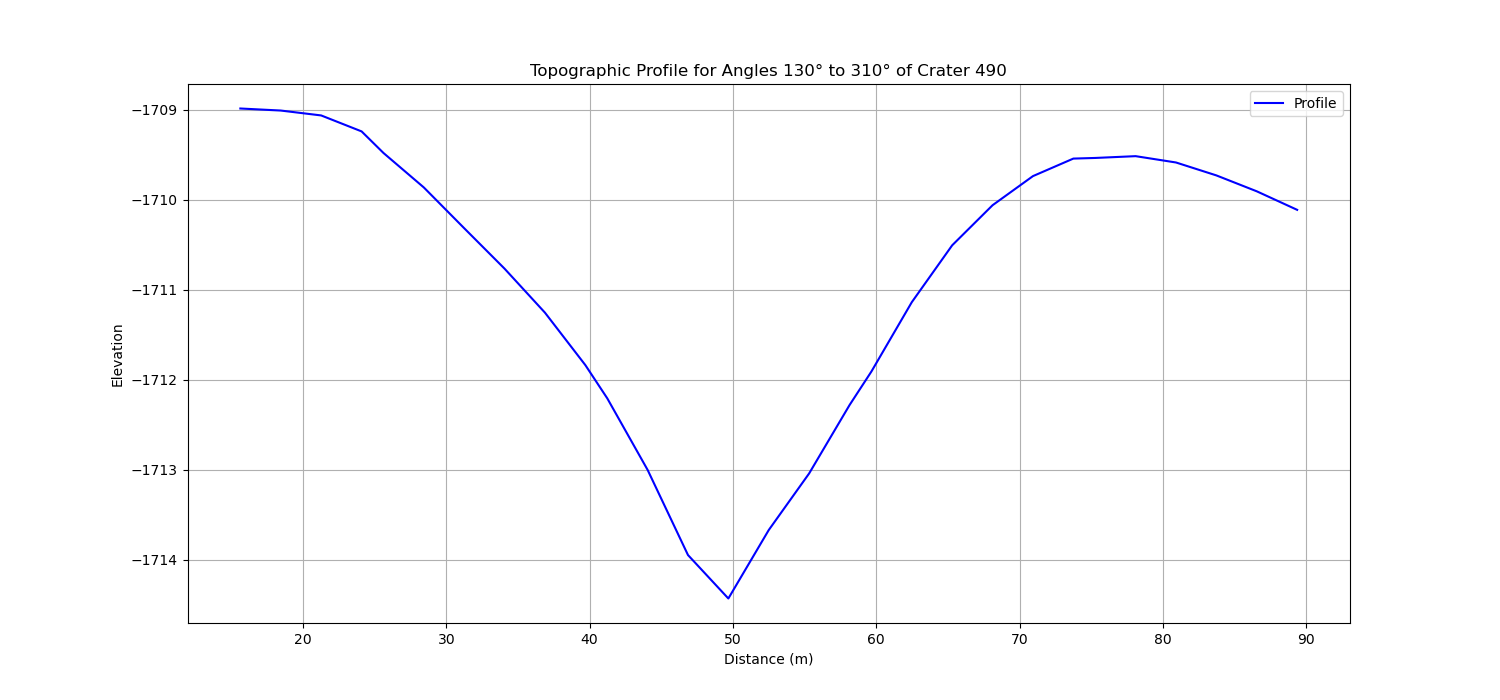 Topographic Profile for Angles 130° to 310° of Crater 490
Profile
−1709
−1710
−1711
−1712
−1713
−1714
Elevation
20 30 40 50 60 70 80 90
Distance (m)